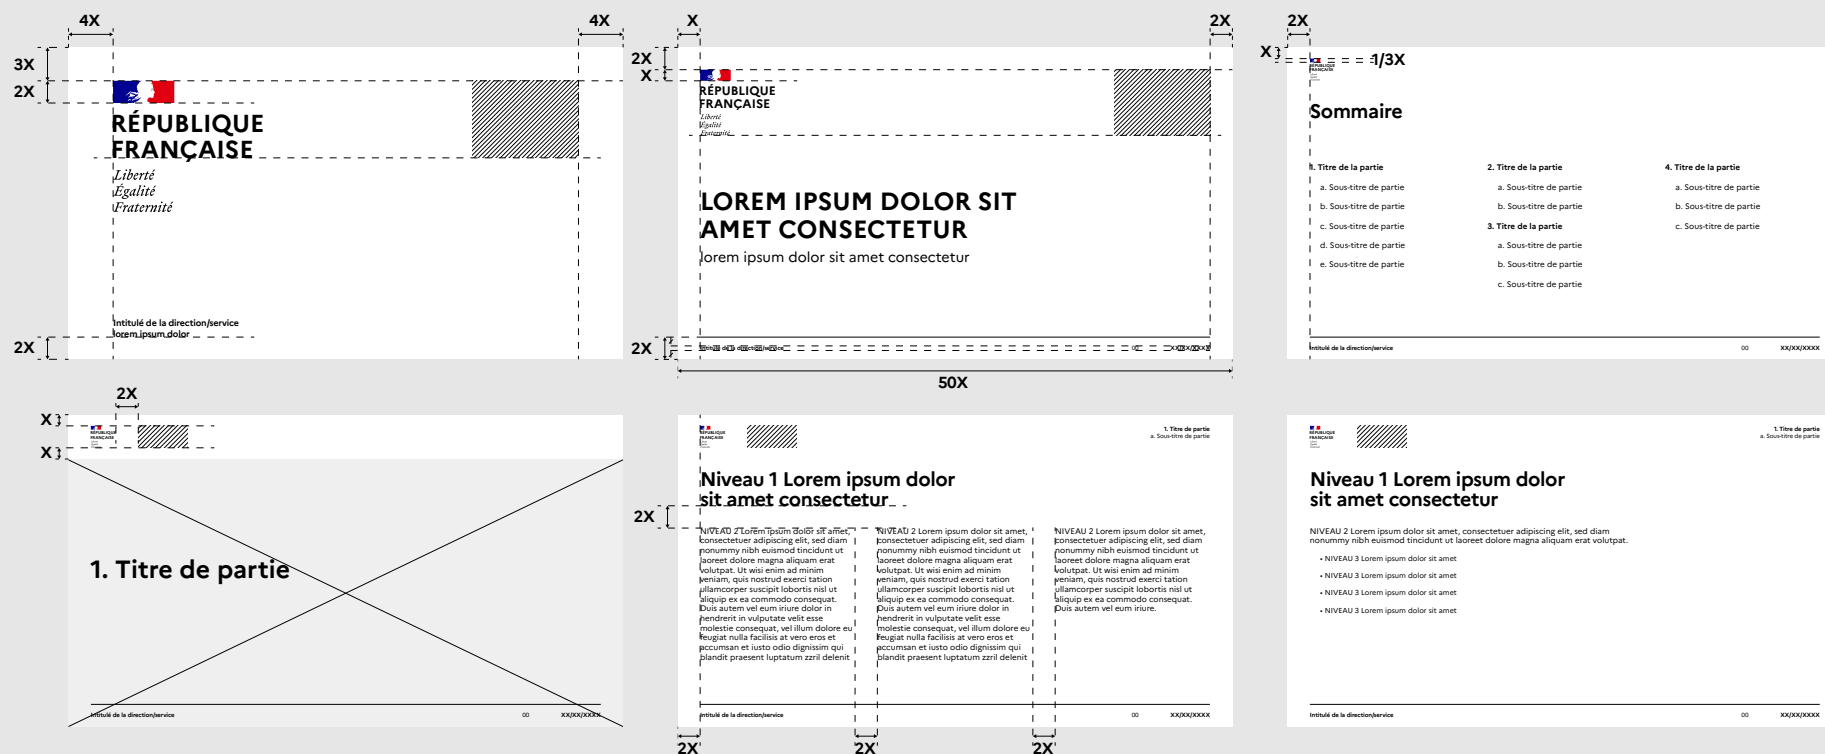 4X
4X
3X
2X
RÉPUBLIQUE
FRANÇAISE
Liberté
Égalité
Fraternité
Intitulé de la direction/service
lorem ipsum dolor
2X
X
2X
2X
X
RÉPUBLIQUE
FRANÇAISE
Liberté
Égalité
Fraternité
LOREM IPSUM DOLOR SIT
AMET CONSECTETUR
lorem ipsum dolor sit amet consectetur
2X
Intitulé de la direction/service
00
XX/XX/XXXX
50X
2X
X
1/3X
RÉPUBLIQUE
FRANÇAISE
Sommaire
1. Titre de la partie
a. Sous-titre de partie
b. Sous-titre de partie
c. Sous-titre de partie
d. Sous-titre de partie
e. Sous-titre de partie
2. Titre de la partie
a. Sous-titre de partie
b. Sous-titre de partie
3. Titre de la partie
a. Sous-titre de partie
b. Sous-titre de partie
c. Sous-titre de partie
4. Titre de la partie
a. Sous-titre de partie
b. Sous-titre de partie
c. Sous-titre de partie
Intitulé de la direction/service
00
XX/XX/XXXX
2X
X
X
RÉPUBLIQUE
FRANÇAISE
1. Titre de partie
Intitulé de la direction/service
00
XX/XX/XXXX
RÉPUBLIQUE
FRANÇAISE
1. Titre de partie
a. Sous-titre de partie
Niveau 1 Lorem ipsum dolor
sit amet consectetur
2X
NIVEAU 2 Lorem ipsum dolor sit amet,
consectetuer adipiscing elit, sed diam
nonummy nibh euismod tincidunt ut
laoreet dolore magna aliquam erat
volutpat. Ut wisi enim ad minim
veniam, quis nostrud exerci tation
ullamcorper suscipit lobortis nisl ut
aliquip ex ea commodo consequat.
Duis autem vel eum iriure dolor in
hendrerit in vulputate velit esse
molestie consequat, vel illum dolore eu
feugiat nulla facilisis at vero eros et
accumsan et iusto odio dignissim qui
blandit praesent luptatum zzril delenit
NIVEAU 2 Lorem ipsum dolor sit amet,
consectetuer adipiscing elit, sed diam
nonummy nibh euismod tincidunt ut
laoreet dolore magna aliquam erat
volutpat. Ut wisi enim ad minim
veniam, quis nostrud exerci tation
ullamcorper suscipit lobortis nisl ut
aliquip ex ea commodo consequat.
Duis autem vel eum iriure dolor in
hendrerit in vulputate velit esse
molestie consequat, vel illum dolore eu
feugiat nulla facilisis at vero eros et
accumsan et iusto odio dignissim qui
blandit praesent luptatum zzril delenit
NIVEAU 2 Lorem ipsum dolor sit amet,
consectetuer adipiscing elit, sed diam
nonummy nibh euismod tincidunt ut
laoreet dolore magna aliquam erat
volutpat. Ut wisi enim ad minim
veniam, quis nostrud exerci tation
ullamcorper suscipit lobortis nisl ut
aliquip ex ea commodo consequat.
Duis autem vel eum iriure.
Intitulé de la direction/service
00
XX/XX/XXXX
2X
2X
2X
RÉPUBLIQUE
FRANÇAISE
1. Titre de partie
a. Sous-titre de partie
Niveau 1 Lorem ipsum dolor
sit amet consectetur
NIVEAU 2 Lorem ipsum dolor sit amet, consectetuer adipiscing elit, sed diam
nonummy nibh euismod tincidunt ut laoreet dolore magna aliquam erat volutpat.
• NIVEAU 3 Lorem ipsum dolor sit amet
• NIVEAU 3 Lorem ipsum dolor sit amet
• NIVEAU 3 Lorem ipsum dolor sit amet
• NIVEAU 3 Lorem ipsum dolor sit amet
Intitulé de la direction/service
00
XX/XX/XXXX